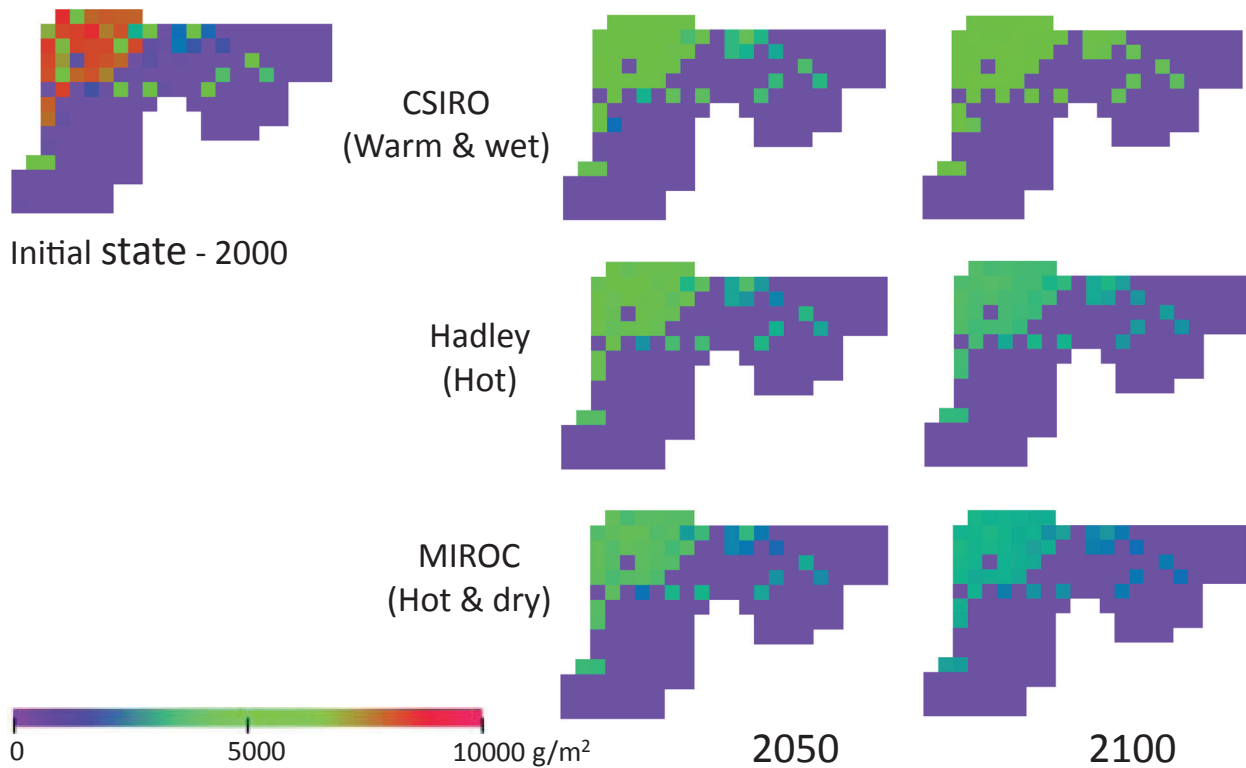 CSIRO
(Warm & wet)
Initial state - 2000
Hadley
(Hot)
MIROC
(Hot & dry)
0 5000 10000 g/m²
2050 2100